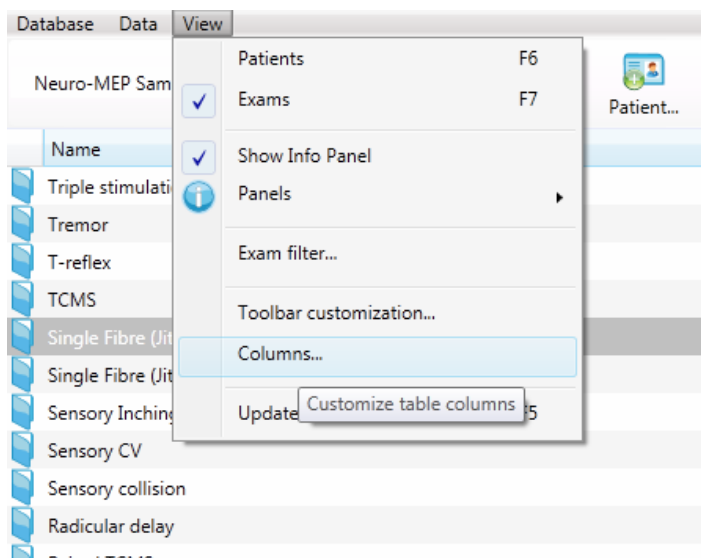 Database Data View
Neuro-MEP Sam
Patients F6
Exams F7
Patient...
Name
Show Info Panel
Panels
Exam filter...
Toolbar customization...
Columns...
Customize table columns
Update 5
Triple stimulati
Tremor
T-reflex
TCMS
Single Fibre (Jit
Single Fibre (Jit
Sensory Inching
Sensory CV
Sensory collision
Radicular delay